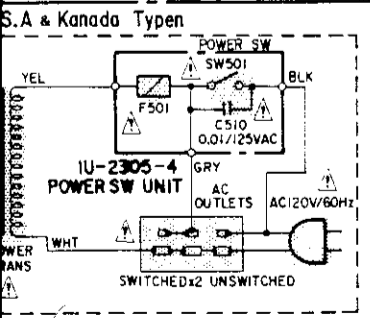 S.A & Kanada Typen
POWER SW
YEL
SW501
BLK
F501
C510
0.01/125VAC
1U-2305-4
POWER SW UNIT
GRY
AC
OUTLETS
AC120V/60Hz
WHT
WER
RANS
SWITCHEDx2 UNSWITCHED